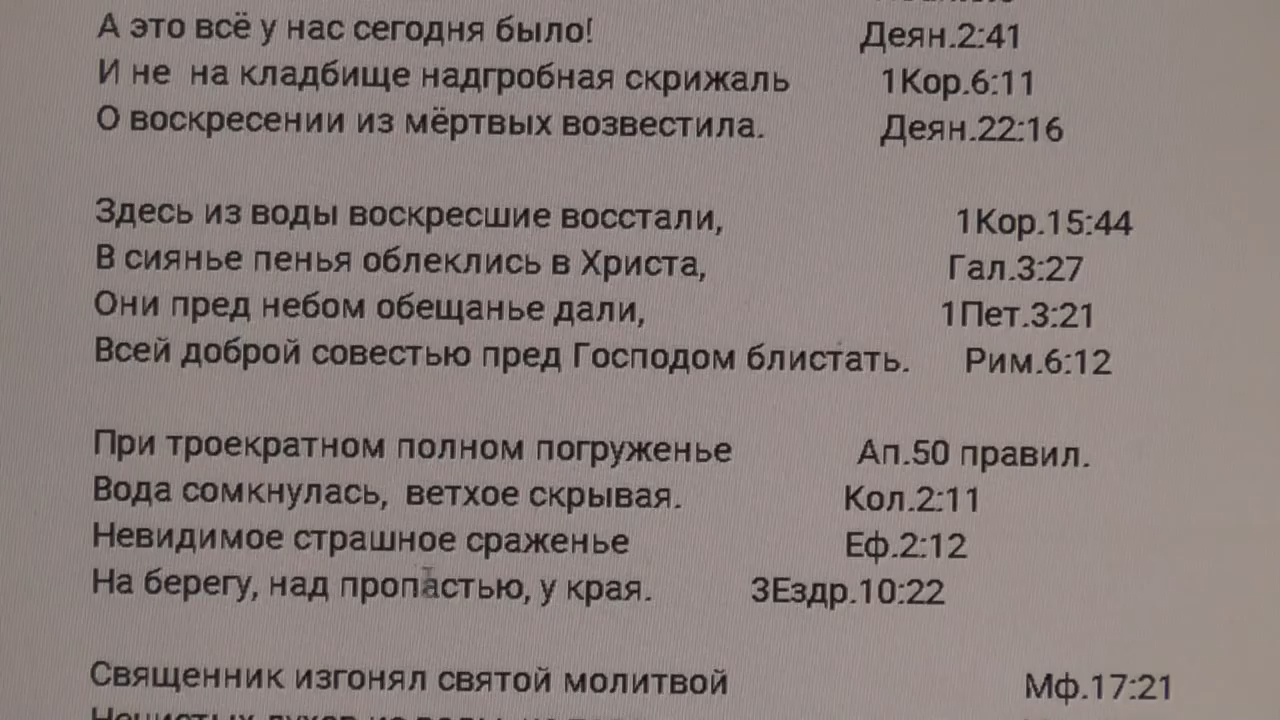 А это всё у нас сегодня было! Деян.2:41
И не на кладбище надгробная скрижаль 1Кор.6:11
О воскресении из мёртвых возвестила. Деян.22:16
Здесь из воды воскресшие восстали, 1Кор.15:44
В сиянье пенья облеклись в Христа, Гал.3:27
Они пред небом обещанье дали, 1Пет.3:21
Всей доброй совестью пред Господом блистать. Рим.6:12
При троекратном полном погруженье Ап.50 правил.
Вода сомкнулась, ветхое скрывая. Кол.2:11
Невидимое страшное сраженье Еф.2:12
На берегу, над пропастью, у края. 3Ездр.10:22
Священник изгонял святой молитвой Мф.17:21